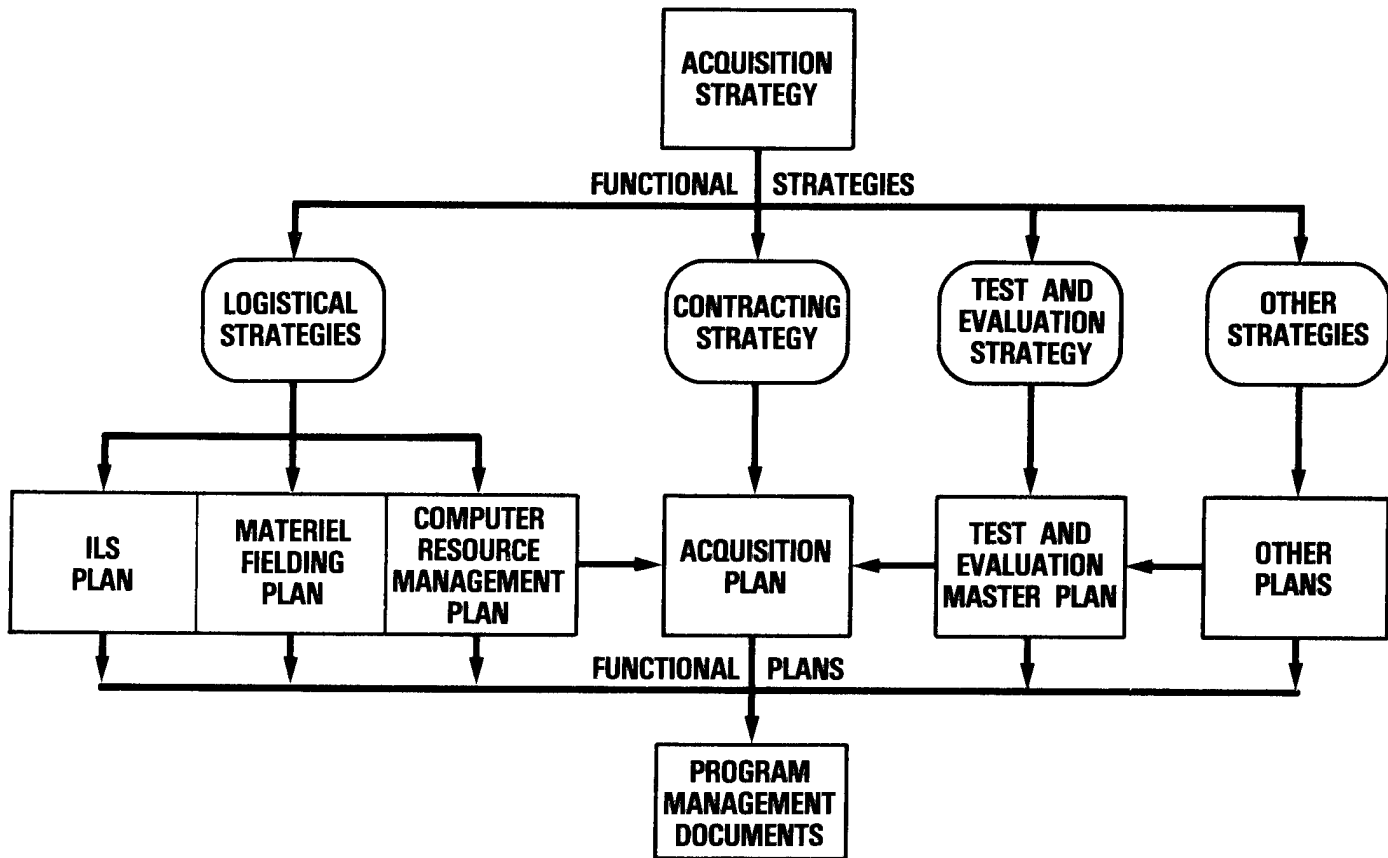 ACQUISITION
STRATEGY
FUNCTIONAL STRATEGIES
LOGISTICAL
STRATEGIES
CONTRACTING
STRATEGY
TEST AND
EVALUATION
STRATEGY
OTHER
STRATEGIES
ILS
PLAN
MATERIEL
FIELDING
PLAN
COMPUTER
RESOURCE
MANAGEMENT
PLAN
ACQUISITION
PLAN
TEST AND
EVALUATION
MASTER PLAN
OTHER
PLANS
FUNCTIONAL PLANS
PROGRAM
MANAGEMENT
DOCUMENTS